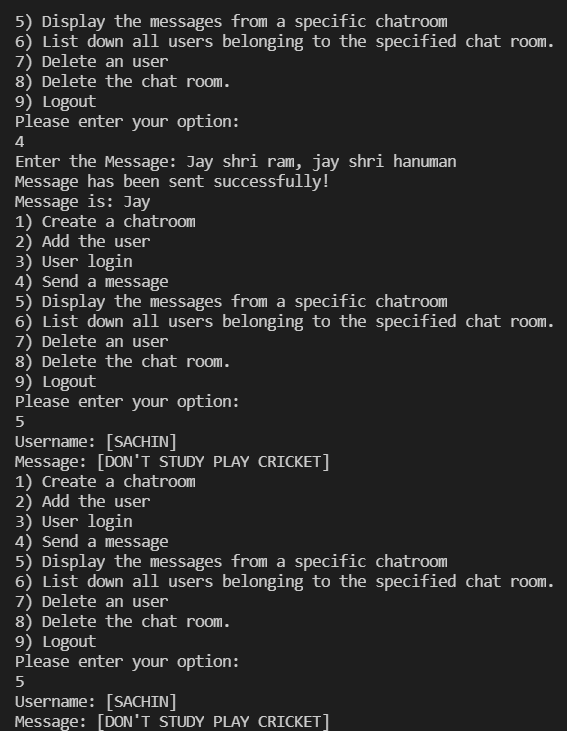 5) Display the messages from a specific chatroom
6) List down all users belonging to the specified chat room.
7) Delete an user
8) Delete the chat room.
9) Logout
Please enter your option:
4
Enter the Message: Jay shri ram, jay shri hanuman
Message has been sent successfully!
Message is: Jay
1) Create a chatroom
2) Add the user
3) User login
4) Send a message
5) Display the messages from a specific chatroom
6) List down all users belonging to the specified chat room.
7) Delete an user
8) Delete the chat room.
9) Logout
Please enter your option:
5
Username: [SACHIN]
Message: [DON'T STUDY PLAY CRICKET]
1) Create a chatroom
2) Add the user
3) User login
4) Send a message
5) Display the messages from a specific chatroom
6) List down all users belonging to the specified chat room.
7) Delete an user
8) Delete the chat room.
9) Logout
Please enter your option:
5
Username: [SACHIN]
Message: [DON'T STUDY PLAY CRICKET]